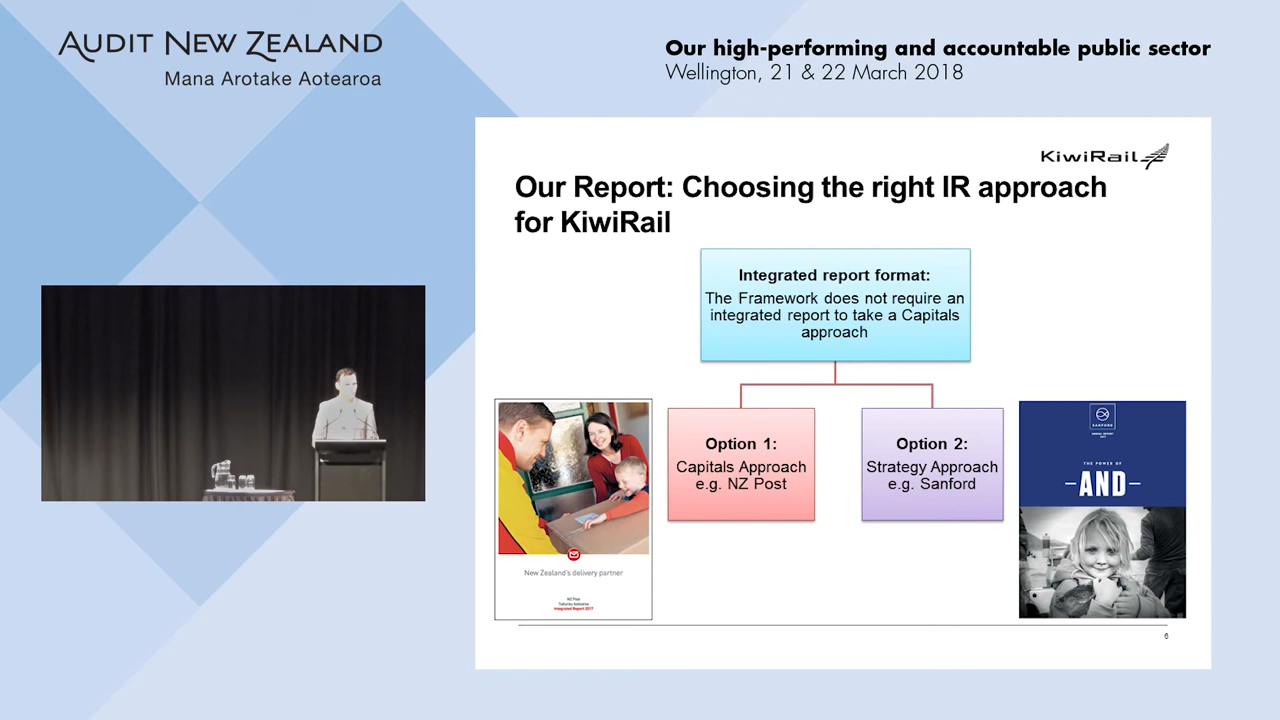 AUDIT NEW ZEALAND
Mana Arotake Aotearoa
Our high-performing and accountable public sector
Wellington, 21 & 22 March 2018
KiwiRail
Our Report: Choosing the right IR approach
for KiwiRail
Integrated report format:
The Framework does not require an
integrated report to take a Capitals
approach
Option 1:
Capitals Approach
e.g. NZ Post
Option 2:
Strategy Approach
e.g. Sanford
New Zealand's delivery partner
NZ Post
Tukurau Aotearoa
Integrated Report 2017
SANFORD
ANNUAL REPORT
2017
THE POWER OF
-AND-
6